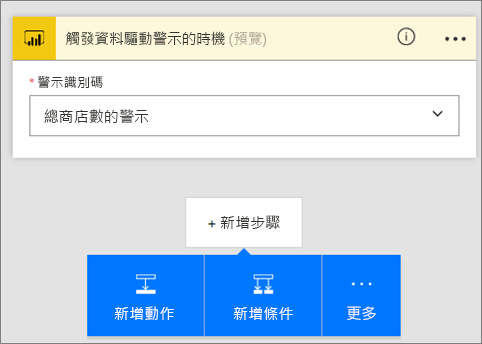 觸發資料驅動警示的時機 (預覽)
* 警示識別碼
總商店數的警示
+ 新增步驟
新增動作 新增條件 更多